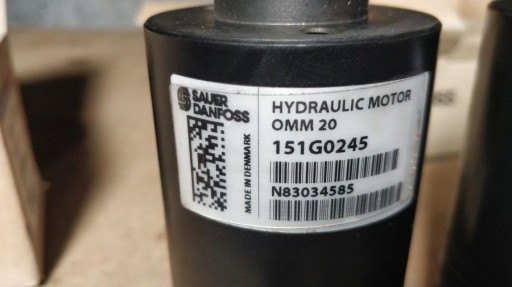 SAUER
DANFOSS
MADE IN DENMARK
HYDRAULIC MOTOR
OMM 20
151G0245
N83034585